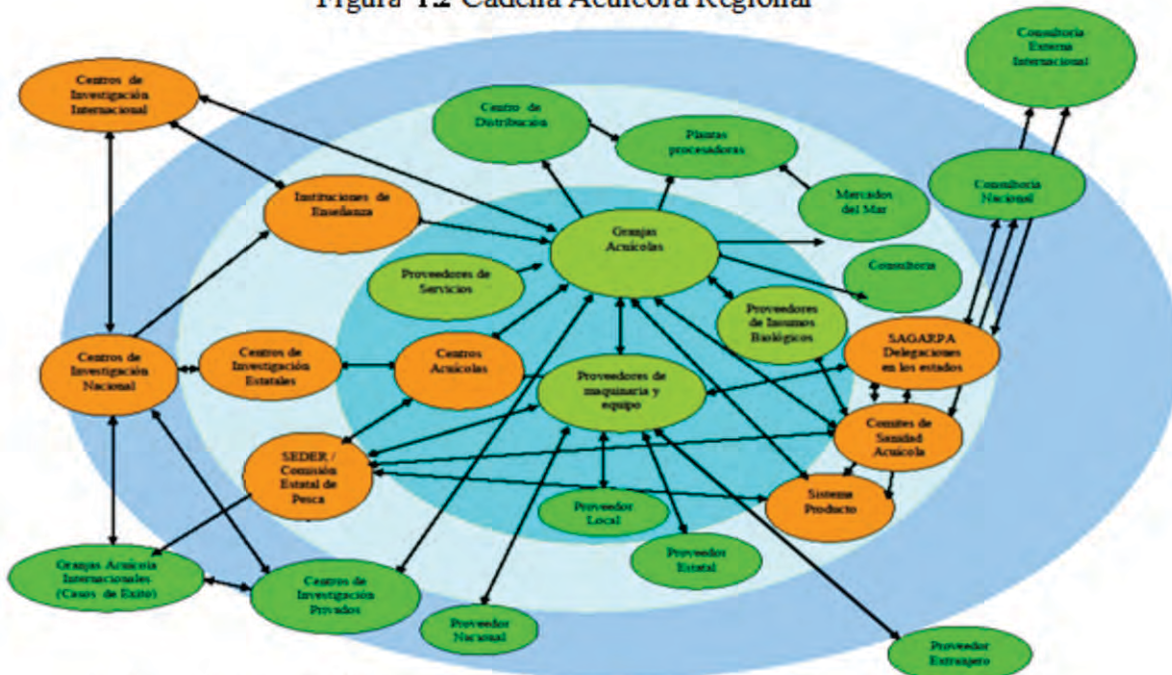 Figura 1.2 Cadena Acuícola Regional
Consultoría
Externa
Internacional
Centros de
Investigación
Internacional
Centro de
Distribución
Plantas
procesadoras
Consultoría
Nacional
Mercados
del Mar
Instituciones de
Enseñanza
Granjas
Acuícolas
Consultoría
Proveedores de
Servicios
Proveedores
de Insumos
Biológicos
SAGARPA
Delegaciones
en los estados
Centros de
Investigación
Nacional
Centros de
Investigación
Estatales
Centros
Acuícolas
Proveedores de
maquinaria y
equipo
Comites de
Sanidad
Acuícola
SEDER /
Comisión
Estatal de
Pesca
Sistema
Producto
Proveedor
Local
Proveedor
Estatal
Granjas Acuícola
Internacionales
(Casos de Exito)
Centros de
Investigación
Privados
Proveedor
Nacional
Proveedor
Extranjero